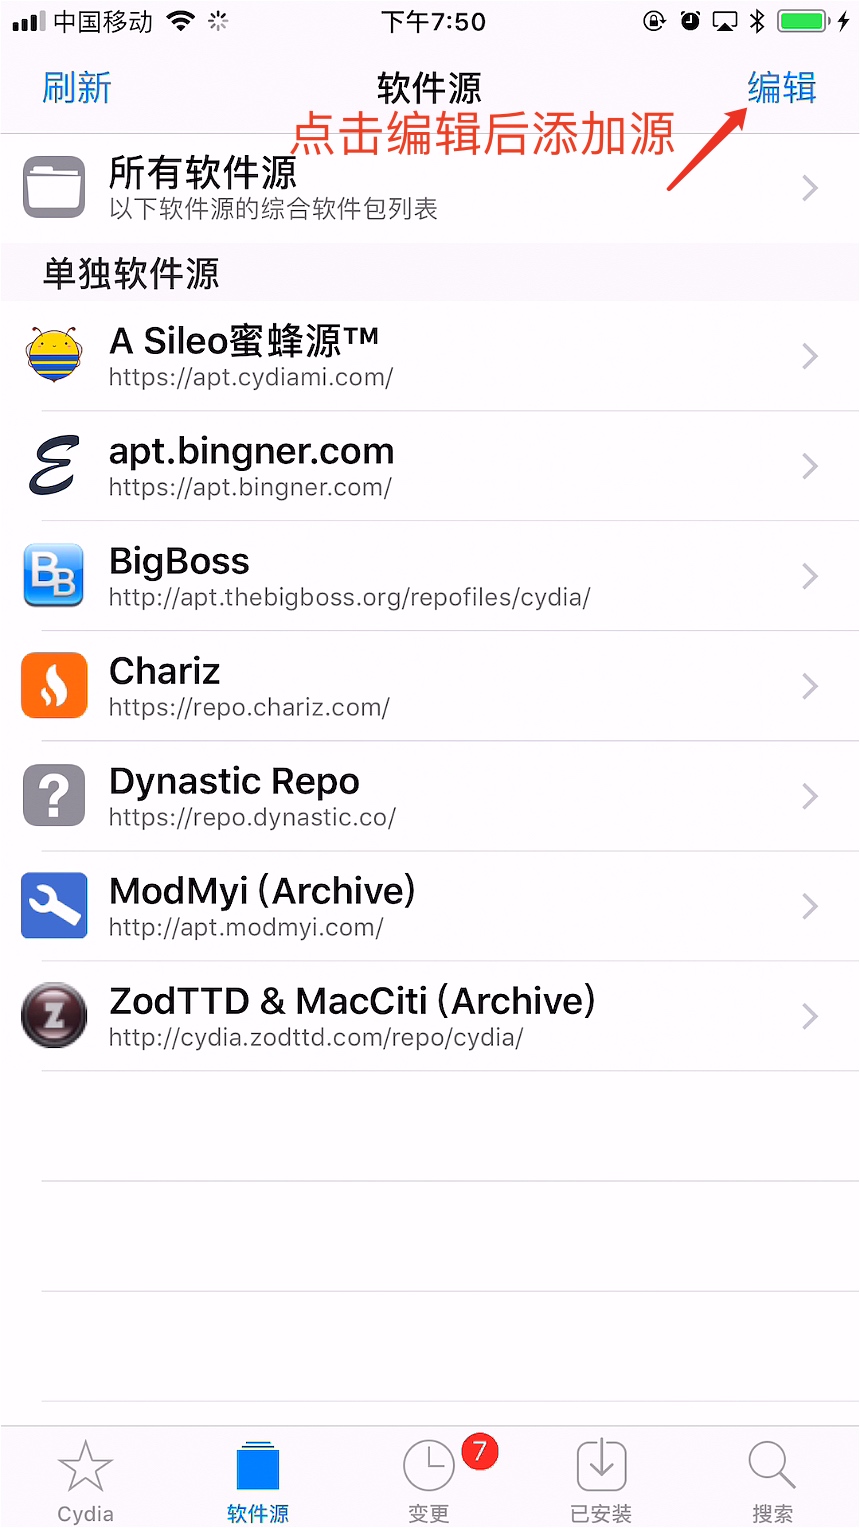 中国移动
下午7:50
刷新
软件源
编辑
点击编辑后添加源
所有软件源
以下软件源的综合软件包列表
单独软件源
A Sileo蜜蜂源™
https://apt.cydiami.com/
apt.bingner.com
https://apt.bingner.com/
BB
BigBoss
http://apt.thebigboss.org/repofiles/cydia/
Chariz
https://repo.chariz.com/
?
Dynastic Repo
https://repo.dynastic.co/
ModMyi (Archive)
http://apt.modmyi.com/
Z
ZodTTD & MacCiti (Archive)
http://cydia.zodttd.com/repo/cydia/
7
Cydia
软件源
变更
已安装
搜索